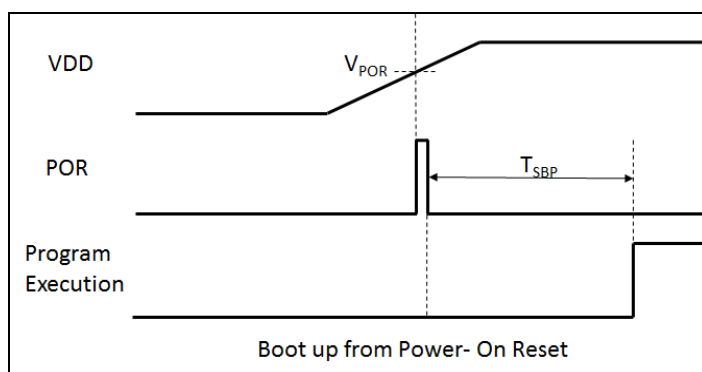 VDD
VPOR
POR
TSBP
Program
Execution
Boot up from Power- On Reset